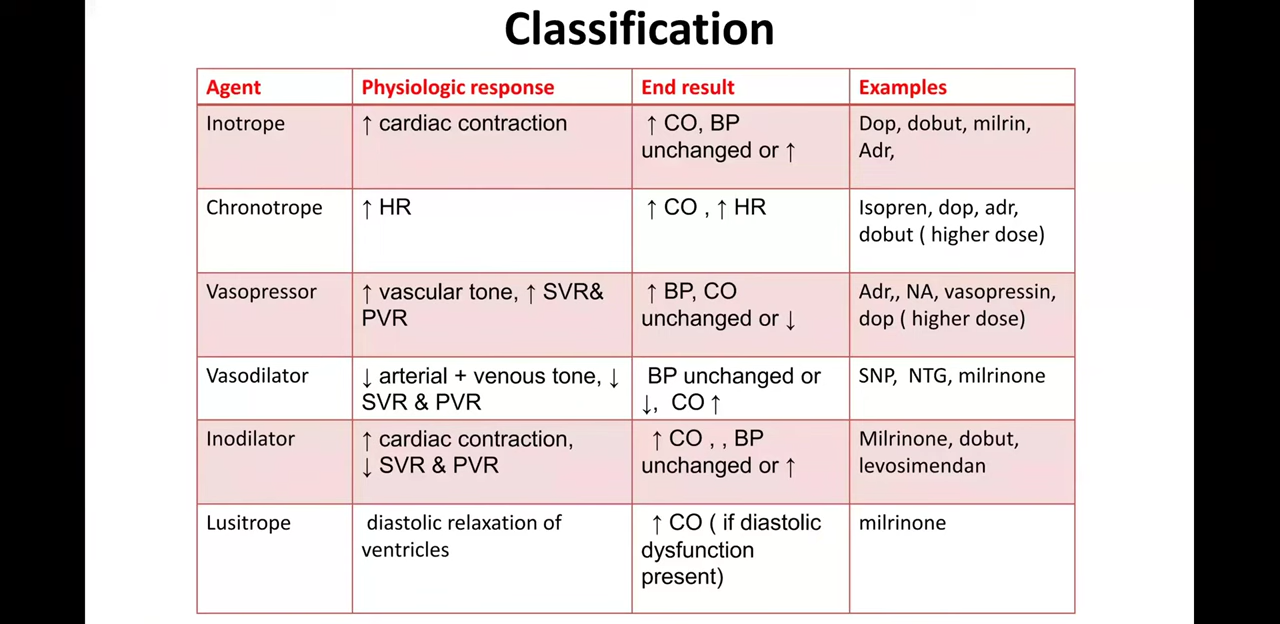 Classification
Agent
Physiologic response
End result
Examples
Inotrope
↑ cardiac contraction
↑ CO, BP
unchanged or ↑
Dop, dobut, milrin,
Adr,
Chronotrope
↑ HR
↑ CO , ↑ HR
Isopren, dop, adr,
dobut ( higher dose)
Vasopressor
↑ vascular tone, ↑ SVR&
PVR
↑ BP, CO
unchanged or ↓
Adr,, NA, vasopressin,
dop ( higher dose)
Vasodilator
↓ arterial + venous tone, ↓
SVR & PVR
BP unchanged or
↓, CO ↑
SNP, NTG, milrinone
Inodilator
↑ cardiac contraction,
↓ SVR & PVR
↑ CO , , BP
unchanged or ↑
Milrinone, dobut,
levosimendan
Lusitrope
diastolic relaxation of
ventricles
↑ CO ( if diastolic
dysfunction
present)
milrinone